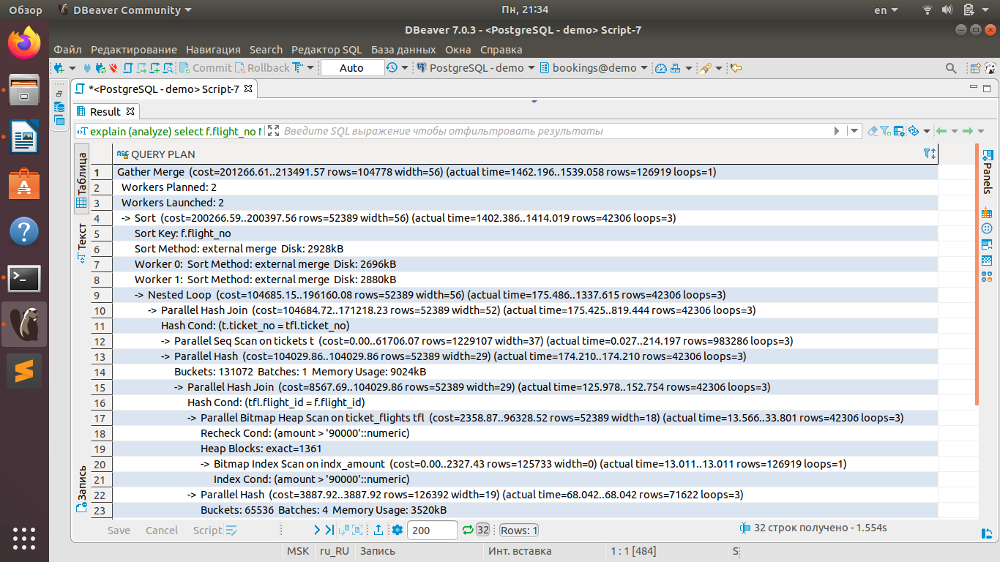 Обзор DBeaver Community Пн, 21:34 en
DBeaver 7.0.3 - <PostgreSQL - demo> Script-7
Файл Редактирование Навигация Search Редактор SQL База данных Окна Справка
Commit Rollback T Auto PostgreSQL - demo bookings@demo
*<PostgreSQL - demo> Script-7
Result
explain (analyze) select f.flight_no Введите SQL выражение чтобы отфильтровать результаты
Таблица
Текст
Запись
Panels
ABC QUERY PLAN
1 Gather Merge (cost=201266.61..213491.57 rows=104778 width=56) (actual time=1462.196..1539.058 rows=126919 loops=1)
2 Workers Planned: 2
3 Workers Launched: 2
4 -> Sort (cost=200266.59..200397.56 rows=52389 width=56) (actual time=1402.386..1414.019 rows=42306 loops=3)
5 Sort Key: f.flight_no
6 Sort Method: external merge Disk: 2928kB
7 Worker 0: Sort Method: external merge Disk: 2696kB
8 Worker 1: Sort Method: external merge Disk: 2880kB
9 -> Nested Loop (cost=104685.15..196160.08 rows=52389 width=56) (actual time=175.486..1337.615 rows=42306 loops=3)
10 -> Parallel Hash Join (cost=104684.72..171218.23 rows=52389 width=52) (actual time=175.425..819.444 rows=42306 loops=3)
11 Hash Cond: (t.ticket_no = tfl.ticket_no)
12 -> Parallel Seq Scan on tickets t (cost=0.00..61706.07 rows=1229107 width=37) (actual time=0.027..214.197 rows=983286 loops=3)
13 -> Parallel Hash (cost=104029.86..104029.86 rows=52389 width=29) (actual time=174.210..174.210 rows=42306 loops=3)
14 Buckets: 131072 Batches: 1 Memory Usage: 9024kB
15 -> Parallel Hash Join (cost=8567.69..104029.86 rows=52389 width=29) (actual time=125.978..152.754 rows=42306 loops=3)
16 Hash Cond: (tfl.flight_id = f.flight_id)
17 -> Parallel Bitmap Heap Scan on ticket_flights tfl (cost=2358.87..96328.52 rows=52389 width=18) (actual time=13.566..33.801 rows=42306 loops=3)
18 Recheck Cond: (amount > '90000'::numeric)
19 Heap Blocks: exact=1361
20 -> Bitmap Index Scan on indx_amount (cost=0.00..2327.43 rows=125733 width=0) (actual time=13.011..13.011 rows=126919 loops=1)
21 Index Cond: (amount > '90000'::numeric)
22 -> Parallel Hash (cost=3887.92..3887.92 rows=126392 width=19) (actual time=68.042..68.042 rows=71622 loops=3)
23 Buckets: 65536 Batches: 4 Memory Usage: 3520kB
Save Cancel Script 200 32 Rows: 1 32 строк получено - 1.554s
MSK ru_RU Запись Инт. вставка 1 : 1 [484] S